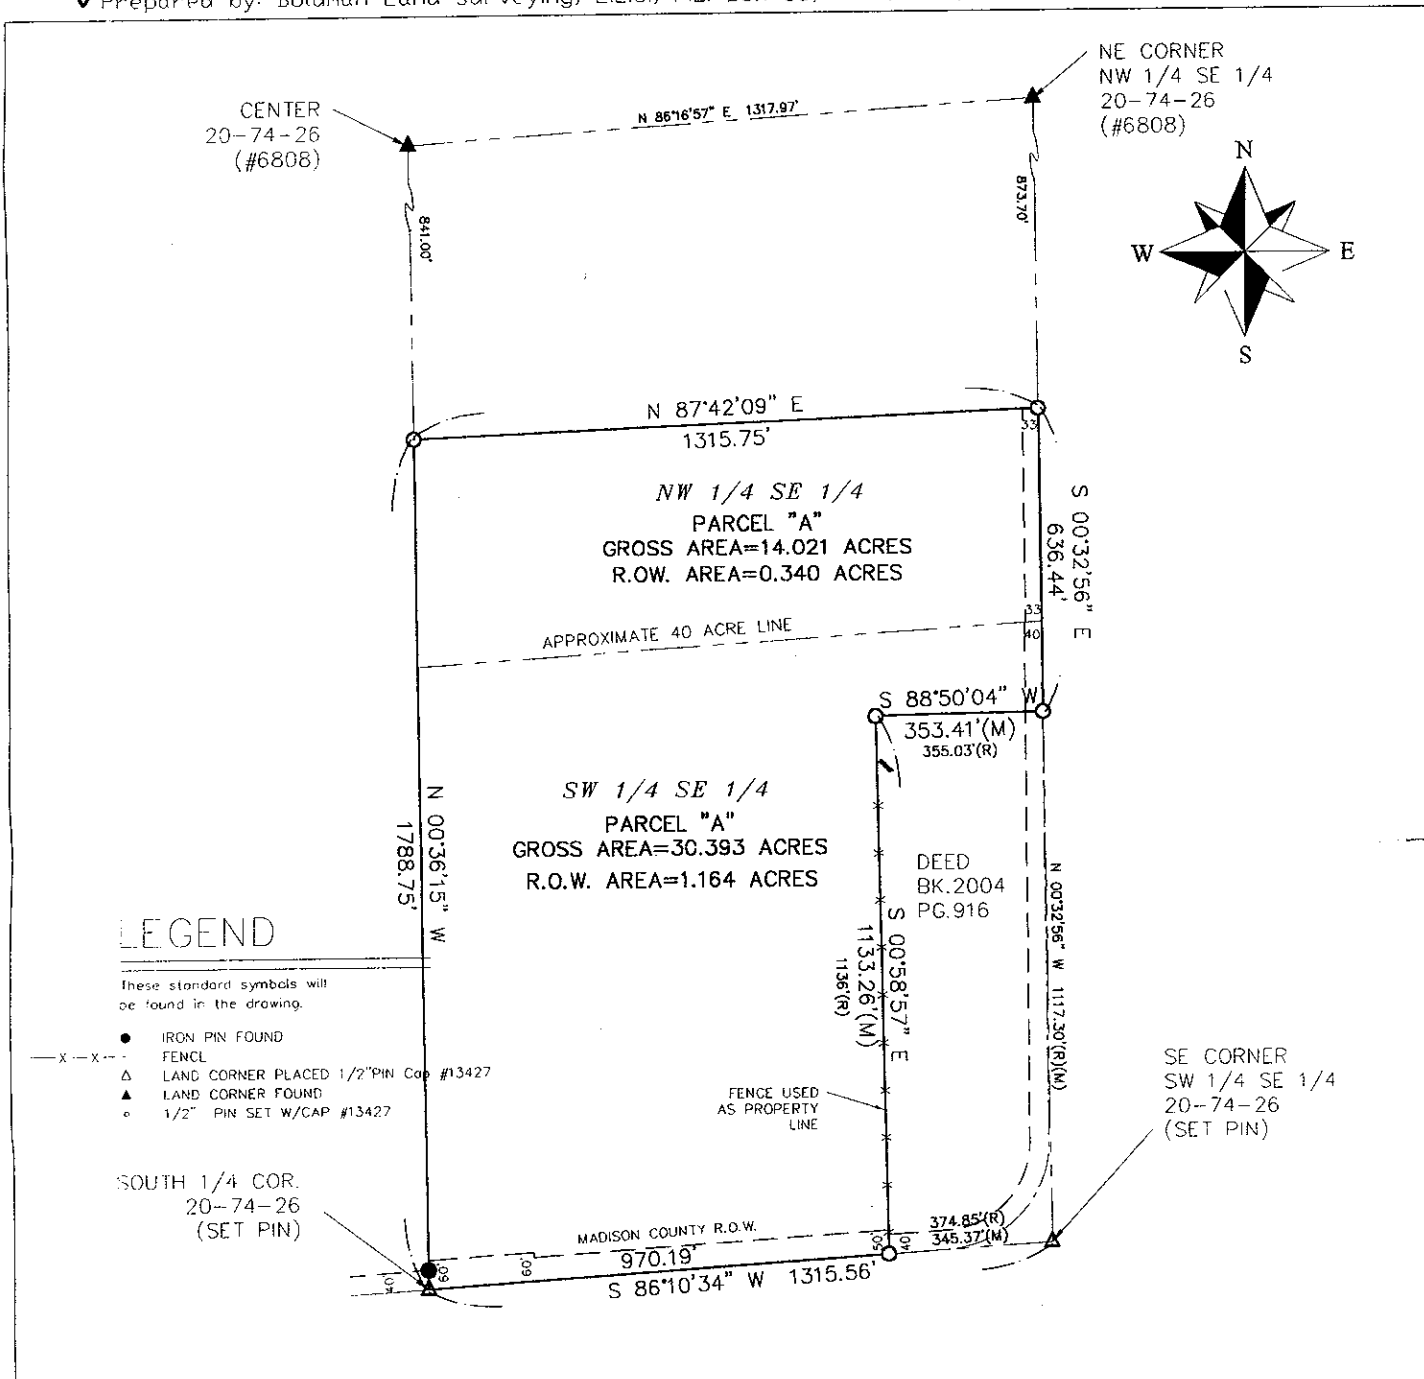 Prepared by:
NE CORNER
NW 1/4 SE 1/4
20-74-26
(#6808)
CENTER
20-74-26
(#6808)
N 86°16'57" E 1317.97'
N
W
E
S
841.00'
873.70'
N 87°42'09" E
1315.75'
33
NW 1/4 SE 1/4
PARCEL "A"
GROSS AREA=14.021 ACRES
R.OW. AREA=0.340 ACRES
S 00°32'56" E
636.44'
33
40
APPROXIMATE 40 ACRE LINE
S 88°50'04" W
353.41'(M)
355.03'(R)
SW 1/4 SE 1/4
PARCEL "A"
GROSS AREA=30.393 ACRES
R.O.W. AREA=1.164 ACRES
N 00°36'15" W
1788.75'
DEED
BK.2004
PG.916
S 00°58'57" E
1133.26'(M)
1136'(R)
N 00°32'56" W 1117.30'(R)(M)
LEGEND
These standard symbols will
be found in the drawing.
IRON PIN FOUND
X X FENCE
LAND CORNER PLACED 1/2"PIN Cap #13427
LAND CORNER FOUND
1/2" PIN SET W/CAP #13427
FENCE USED
AS PROPERTY
LINE
SE CORNER
SW 1/4 SE 1/4
20-74-26
(SET PIN)
SOUTH 1/4 COR.
20-74-26
(SET PIN)
MADISON COUNTY R.O.W.
374.85'(R)
345.37'(M)
50'
40'
40'
60'
60'
970.19'
S 86°10'34" W 1315.56'